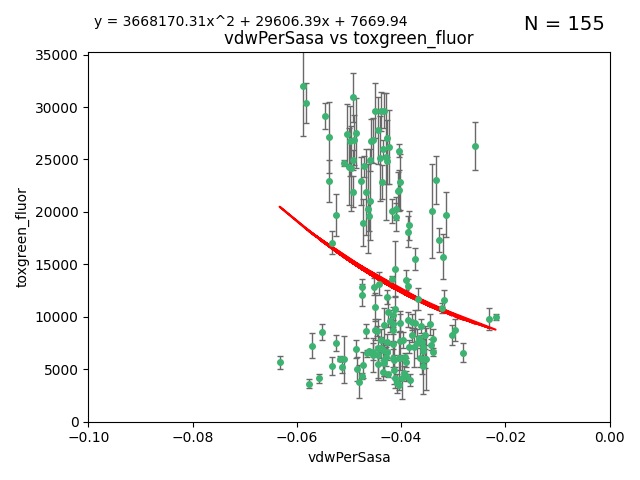 y = 3668170.31x^2 + 29606.39x + 7669.94
N = 155
vdwPerSasa vs toxgreen_fluor
35000
30000
25000
20000
15000
10000
5000
0
toxgreen_fluor
−0.10
−0.08
−0.06
−0.04
−0.02
0.00
vdwPerSasa